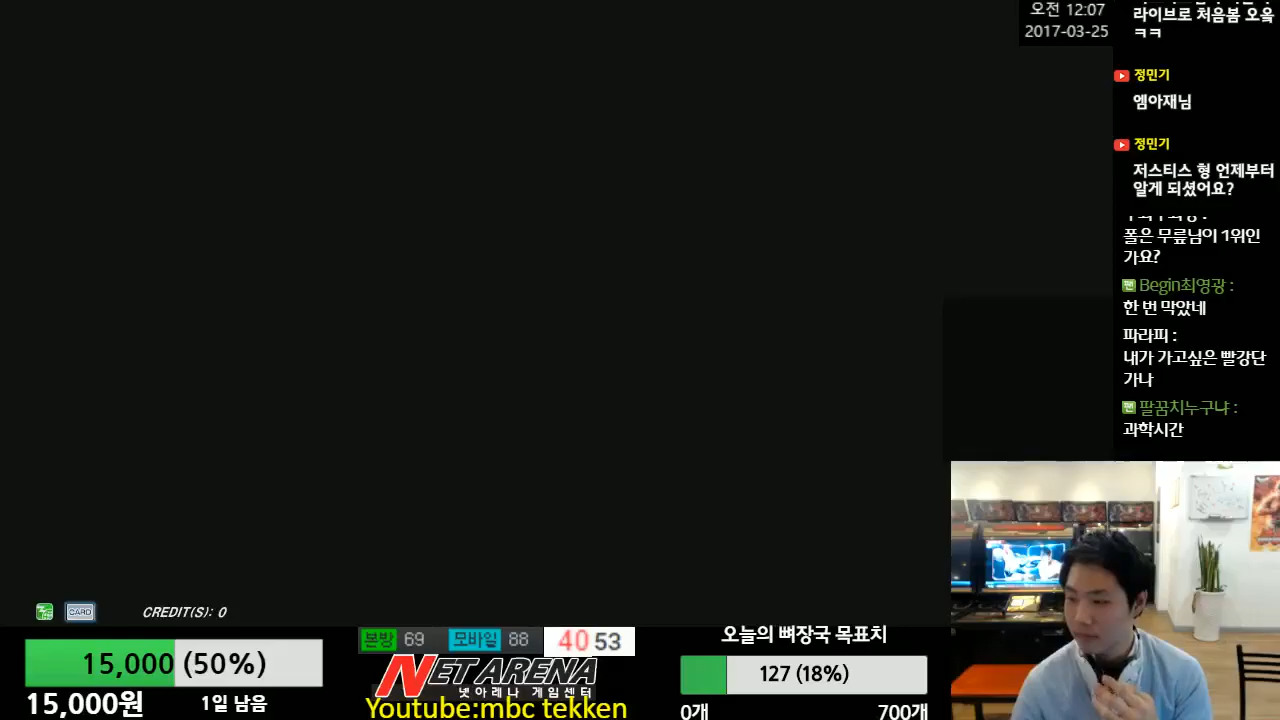 오전 12:07
2017-03-25
라이브로 처음봄 오옷
ㅋㅋ
정민기
엠아재님
정민기
저스티스 형 언제부터
알게 되셨어요?
폴은 무릎님이 1위인
가요?
팬 Begin최영광 :
한 번 막았네
파라피 :
내가 가고싶은 빨강단
가나
팬 팔꿈치누구냐 :
과학시간
CARD
CREDIT(S): 0
15,000 (50%)
15,000원
1일 남음
본방 69 모바일 88 40 53
NET ARENA
넷아레나 게임센터
Youtube:mbc tekken
오늘의 뼈장국 목표치
127 (18%)
0개
700개